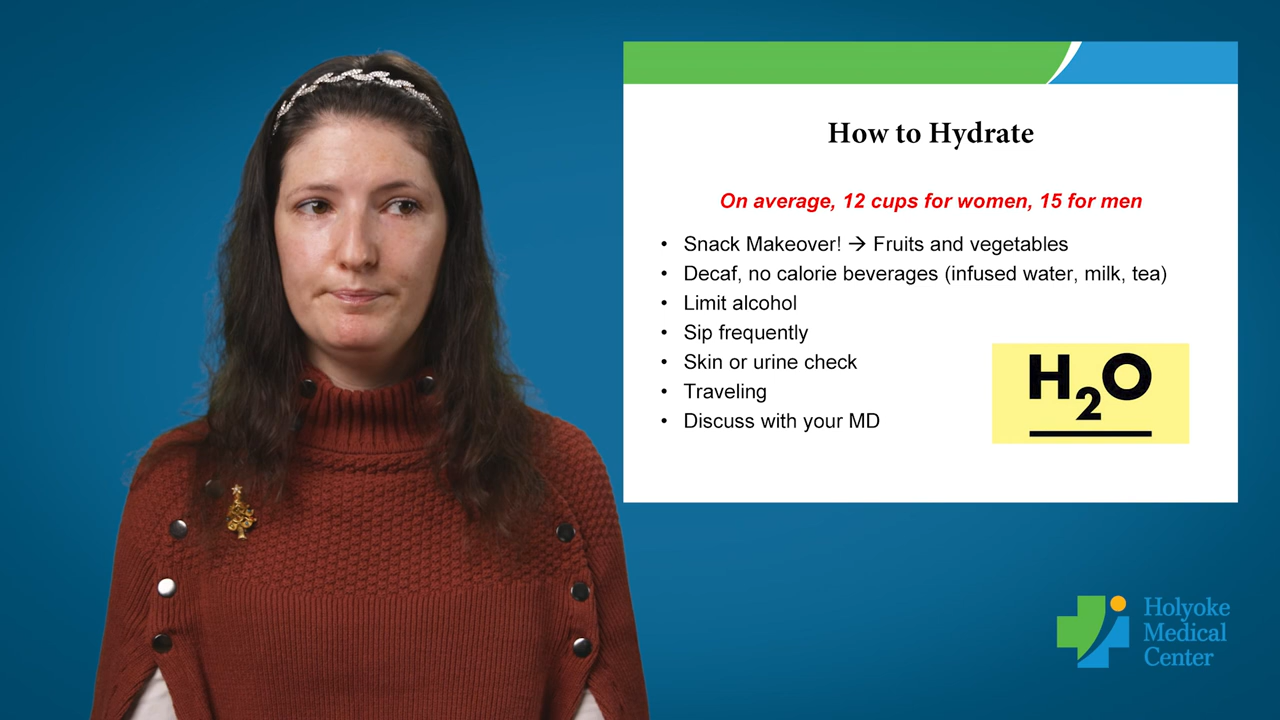 How to Hydrate
On average, 12 cups for women, 15 for men
• Snack Makeover! → Fruits and vegetables
• Decaf, no calorie beverages (infused water, milk, tea)
• Limit alcohol
• Sip frequently
• Skin or urine check
• Traveling
• Discuss with your MD
H₂O
Holyoke
Medical
Center